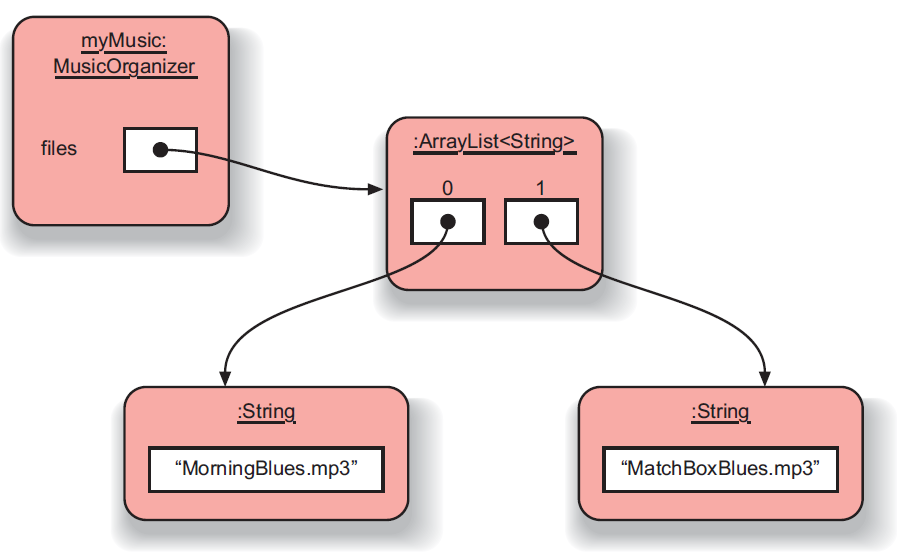 myMusic:
MusicOrganizer
files
:ArrayList<String>
0 1
:String
“MorningBlues.mp3”
:String
“MatchBoxBlues.mp3”